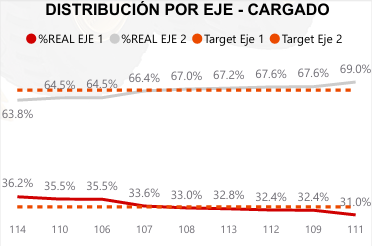 DISTRIBUCIÓN POR EJE - CARGADO
%REAL EJE 1 %REAL EJE 2 Target Eje 1 Target Eje 2
63.8% 64.5% 64.5% 66.4% 67.0% 67.2% 67.6% 67.6% 69.0%
36.2% 35.5% 35.5% 33.6% 33.0% 32.8% 32.4% 32.4% 31.0%
114 110 106 107 108 113 112 109 111